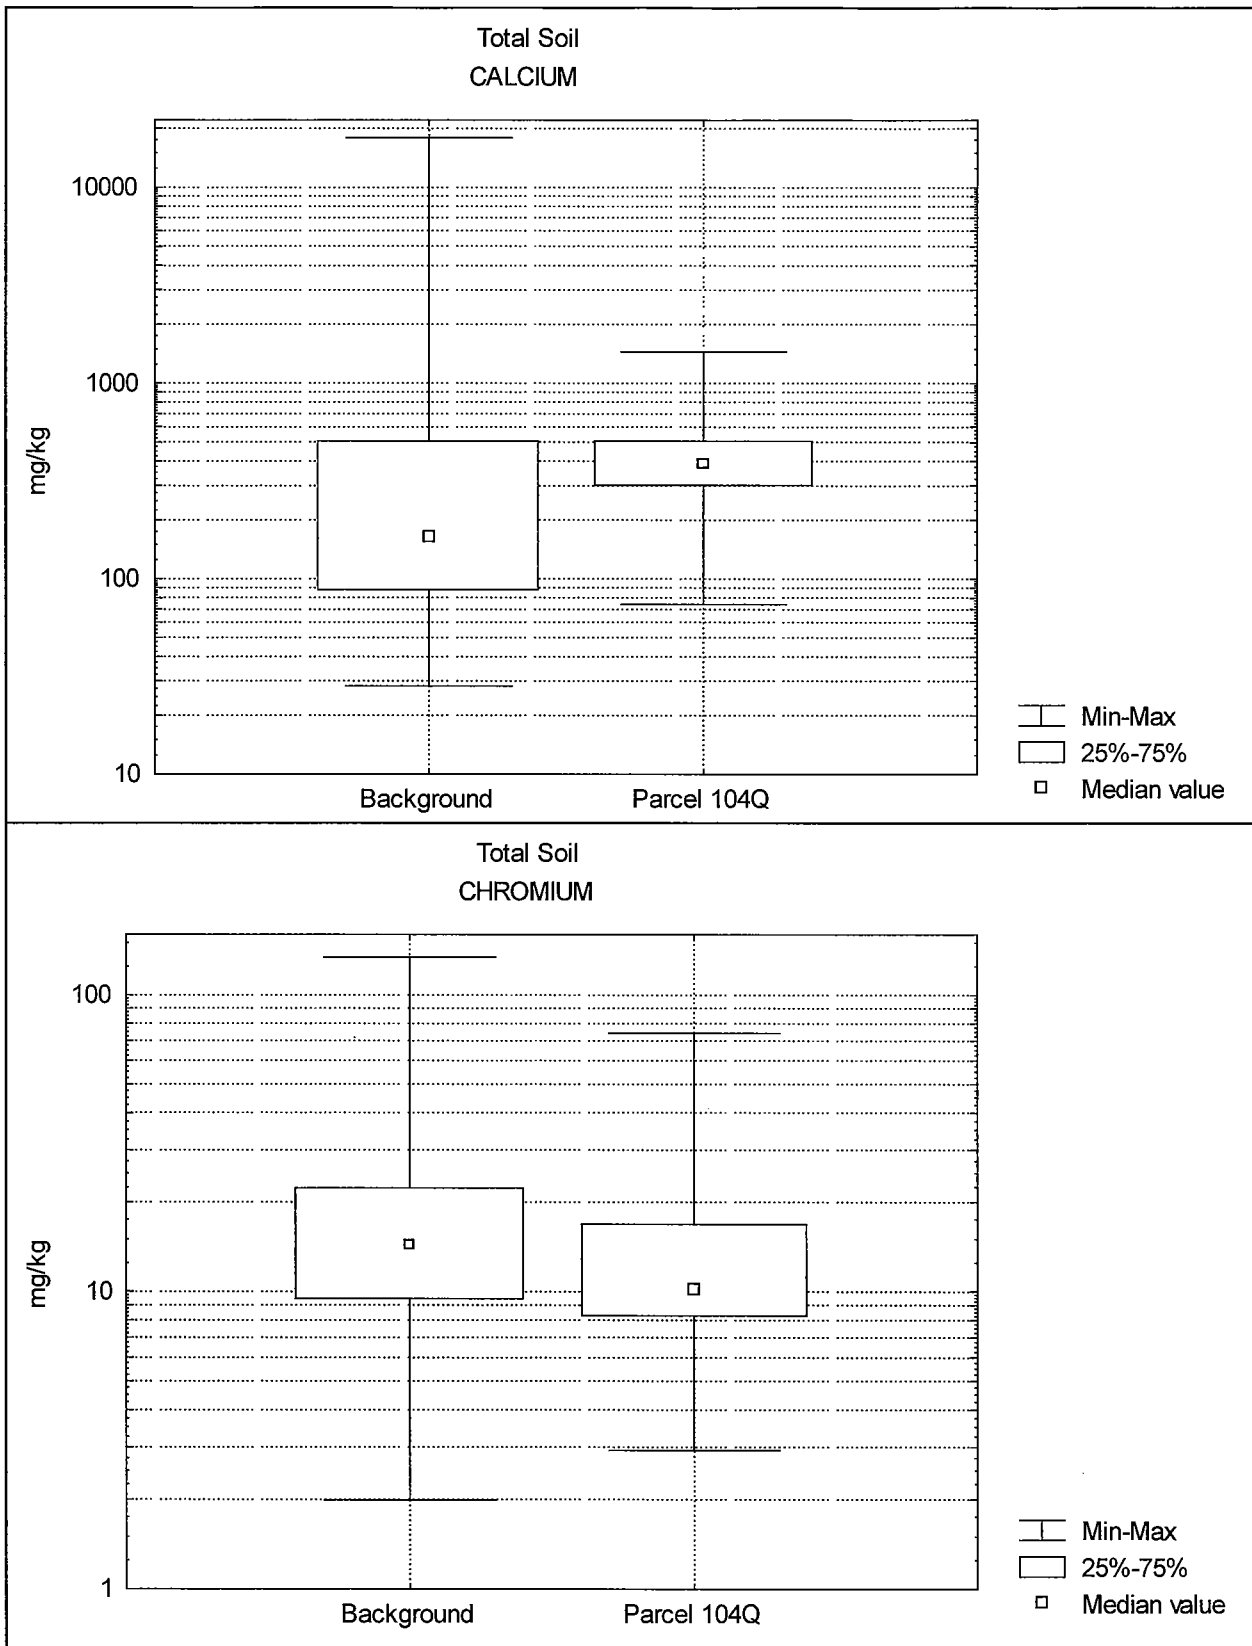 Total Soil
CALCIUM
10000
1000
100
10
mg/kg
Background
Parcel 104Q
Min-Max
25%-75%
Median value
Total Soil
CHROMIUM
100
10
1
mg/kg
Background
Parcel 104Q
Min-Max
25%-75%
Median value